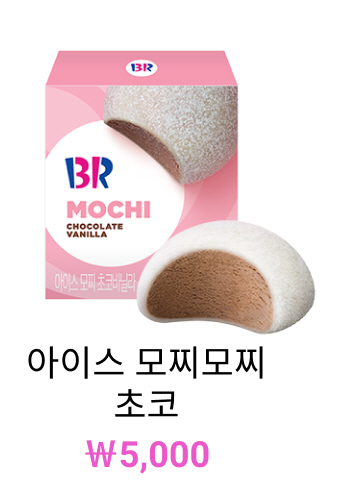 BR
BR
MOCHI
CHOCOLATE
VANILLA
아이스 모찌 초코바닐라
아이스 모찌모찌
초코
₩5,000